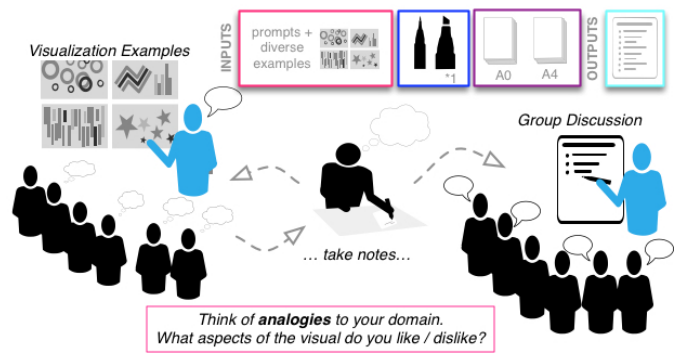 INPUTS
prompts +
diverse
examples
*1
A0 A4
OUTPUTS
Visualization Examples
Group Discussion
... take notes...
Think of analogies to your domain.
What aspects of the visual do you like / dislike?